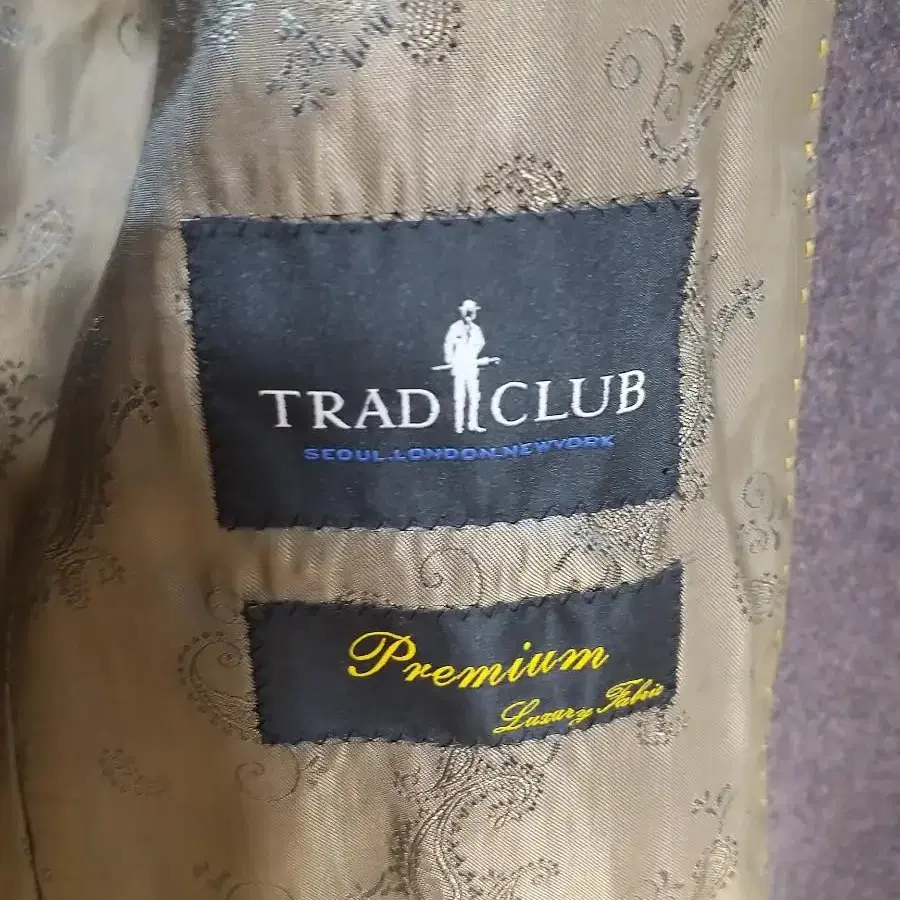 TRAD CLUB
SEOUL.LONDON.NEWYORK
Premium
Luxury Fabric